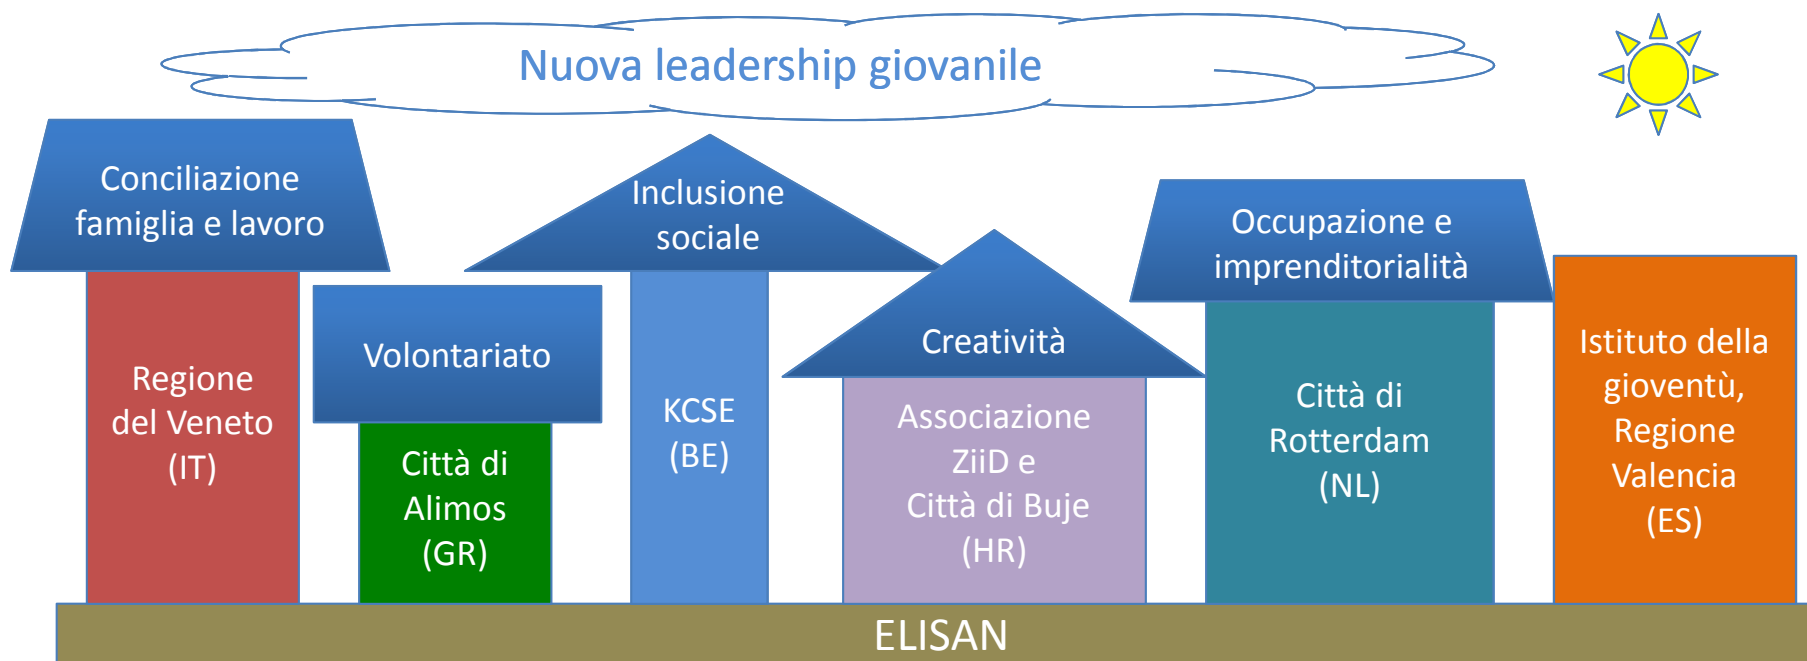 Nuova leadership giovanile
Conciliazione
famiglia e lavoro
Regione
del Veneto
(IT)
Volontariato
Città di
Alimos
(GR)
Inclusione
sociale
KCSE
(BE)
Creatività
Associazione
ZiiD e
Città di Buje
(HR)
Occupazione e
imprenditorialità
Città di
Rotterdam
(NL)
Istituto della
gioventù,
Regione
Valencia
(ES)
ELISAN